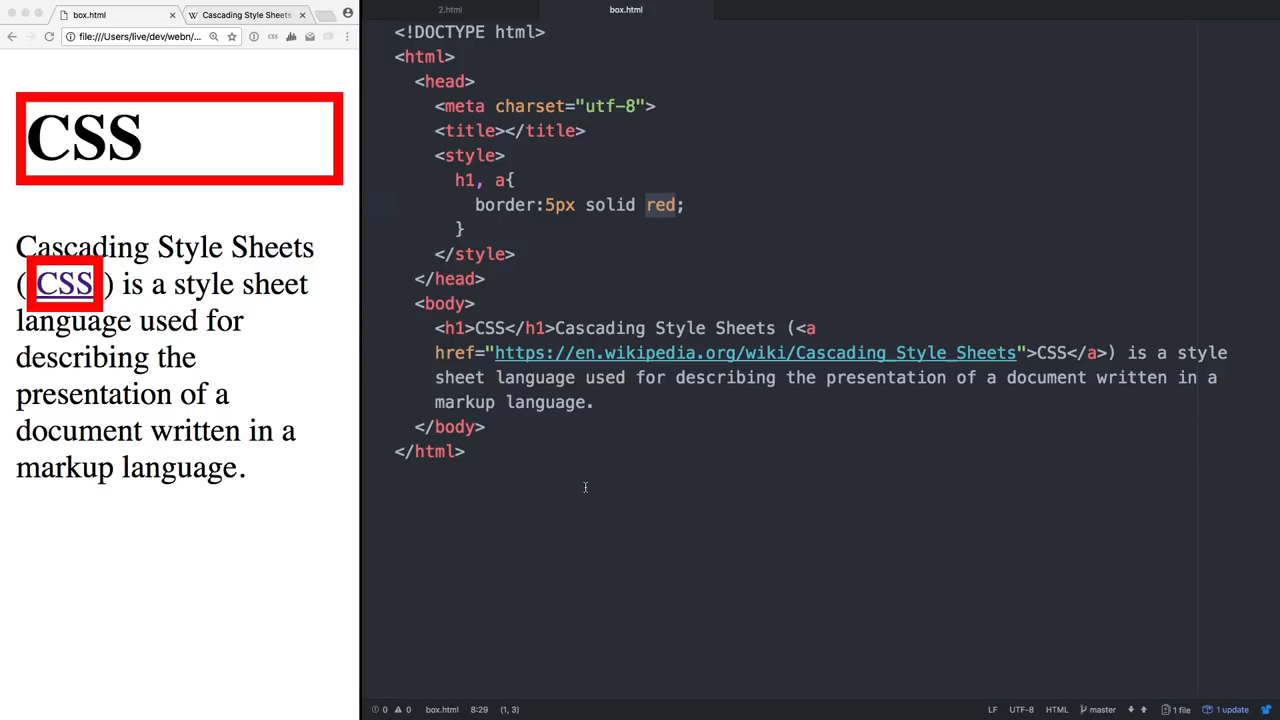 box.html
Cascading Style Sheets
file:///Users/live/dev/webn/...
css
CSS
Cascading Style Sheets
(CSS) is a style sheet
language used for
describing the
presentation of a
document written in a
markup language.
2.html
box.html
<!DOCTYPE html>
<html>
<head>
<meta charset="utf-8">
<title></title>
<style>
h1, a{
border:5px solid red;
}
</style>
</head>
<body>
<h1>CSS</h1>Cascading Style Sheets (<a
href="https://en.wikipedia.org/wiki/Cascading_Style_Sheets">CSS</a>) is a style
sheet language used for describing the presentation of a document written in a
markup language.
</body>
</html>
0 0 box.html 8:29 (1, 3)
LF UTF-8 HTML master 1 file 1 update